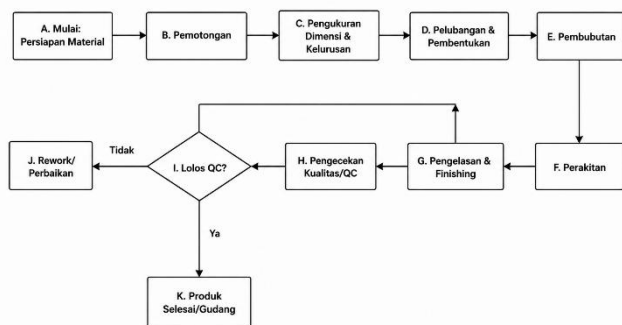 A. Mulai:
Persiapan Material
B. Pemotongan
C. Pengukuran
Dimensi &
Kelurusan
D. Pelubangan &
Pembentukan
E. Pembubutan
F. Perakitan
G. Pengelasan &
Finishing
H. Pengecekan
Kualitas/QC
I. Lolos QC?
Tidak
J. Rework/
Perbaikan
Ya
K. Produk
Selesai/Gudang